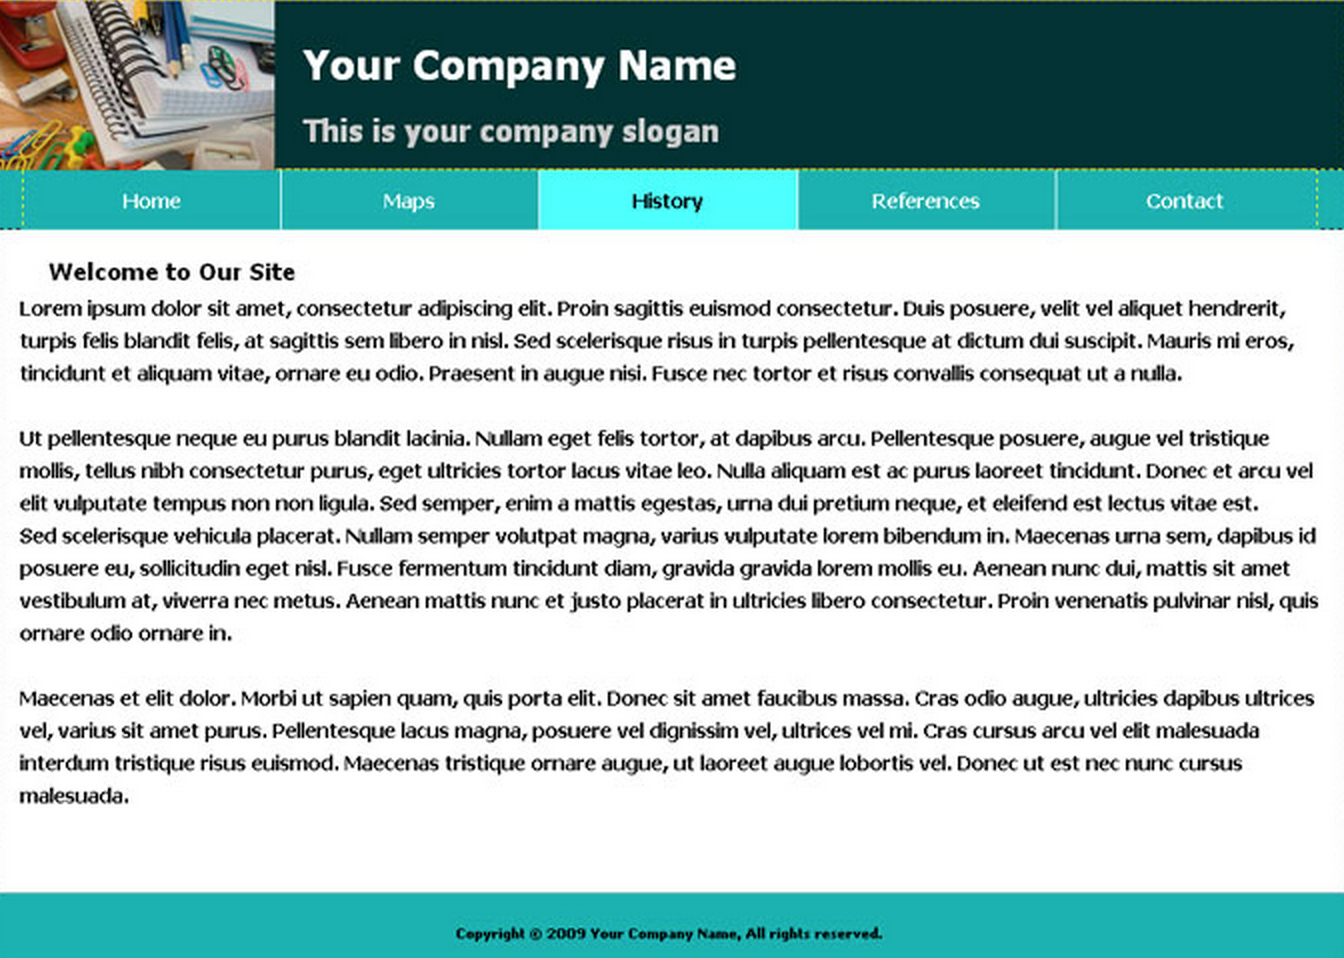 Your Company Name
This is your company slogan
Home Maps History References Contact
Welcome to Our Site
Lorem ipsum dolor sit amet, consectetur adipiscing elit. Proin sagittis euismod consectetur. Duis posuere, velit vel aliquet hendrerit,
turpis felis blandit felis, at sagittis sem libero in nisl. Sed scelerisque risus in turpis pellentesque at dictum dui suscipit. Mauris mi eros,
tincidunt et aliquam vitae, ornare eu odio. Praesent in augue nisi. Fusce nec tortor et risus convallis consequat ut a nulla.
Ut pellentesque neque eu purus blandit lacinia. Nullam eget felis tortor, at dapibus arcu. Pellentesque posuere, augue vel tristique
mollis, tellus nibh consectetur purus, eget ultricies tortor lacus vitae leo. Nulla aliquam est ac purus laoreet tincidunt. Donec et arcu vel
elit vulputate tempus non non ligula. Sed semper, enim a mattis egestas, urna dui pretium neque, et eleifend est lectus vitae est.
Sed scelerisque vehicula placerat. Nullam semper volutpat magna, varius vulputate lorem bibendum in. Maecenas urna sem, dapibus id
posuere eu, sollicitudin eget nisl. Fusce fermentum tincidunt diam, gravida gravida lorem mollis eu. Aenean nunc dui, mattis sit amet
vestibulum at, viverra nec metus. Aenean mattis nunc et justo placerat in ultricies libero consectetur. Proin venenatis pulvinar nisl, quis
ornare odio ornare in.
Maecenas et elit dolor. Morbi ut sapien quam, quis porta elit. Donec sit amet faucibus massa. Cras odio augue, ultricies dapibus ultrices
vel, varius sit amet purus. Pellentesque lacus magna, posuere vel dignissim vel, ultrices vel mi. Cras cursus arcu vel elit malesuada
interdum tristique risus euismod. Maecenas tristique ornare augue, ut laoreet augue lobortis vel. Donec ut est nec nunc cursus
malesuada.
Copyright © 2009 Your Company Name, All rights reserved.